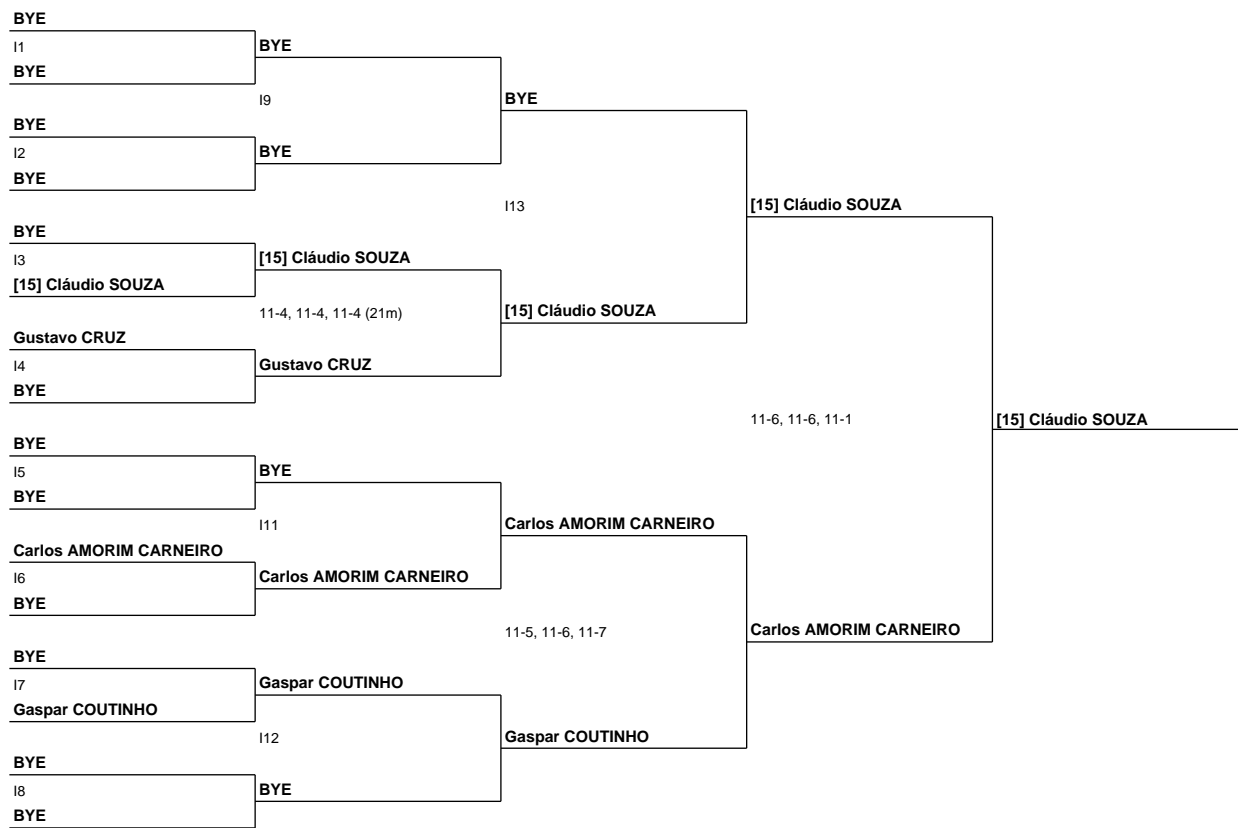 BYE
I1
BYE
BYE
I9
BYE
BYE
I2
BYE
BYE
I13
[15] Cláudio SOUZA
BYE
I3
[15] Cláudio SOUZA
[15] Cláudio SOUZA
11-4, 11-4, 11-4 (21m)
[15] Cláudio SOUZA
Gustavo CRUZ
I4
Gustavo CRUZ
BYE
11-6, 11-6, 11-1
[15] Cláudio SOUZA
BYE
I5
BYE
BYE
I11
Carlos AMORIM CARNEIRO
Carlos AMORIM CARNEIRO
I6
Carlos AMORIM CARNEIRO
BYE
11-5, 11-6, 11-7
Carlos AMORIM CARNEIRO
BYE
I7
Gaspar COUTINHO
Gaspar COUTINHO
I12
Gaspar COUTINHO
BYE
I8
BYE
BYE